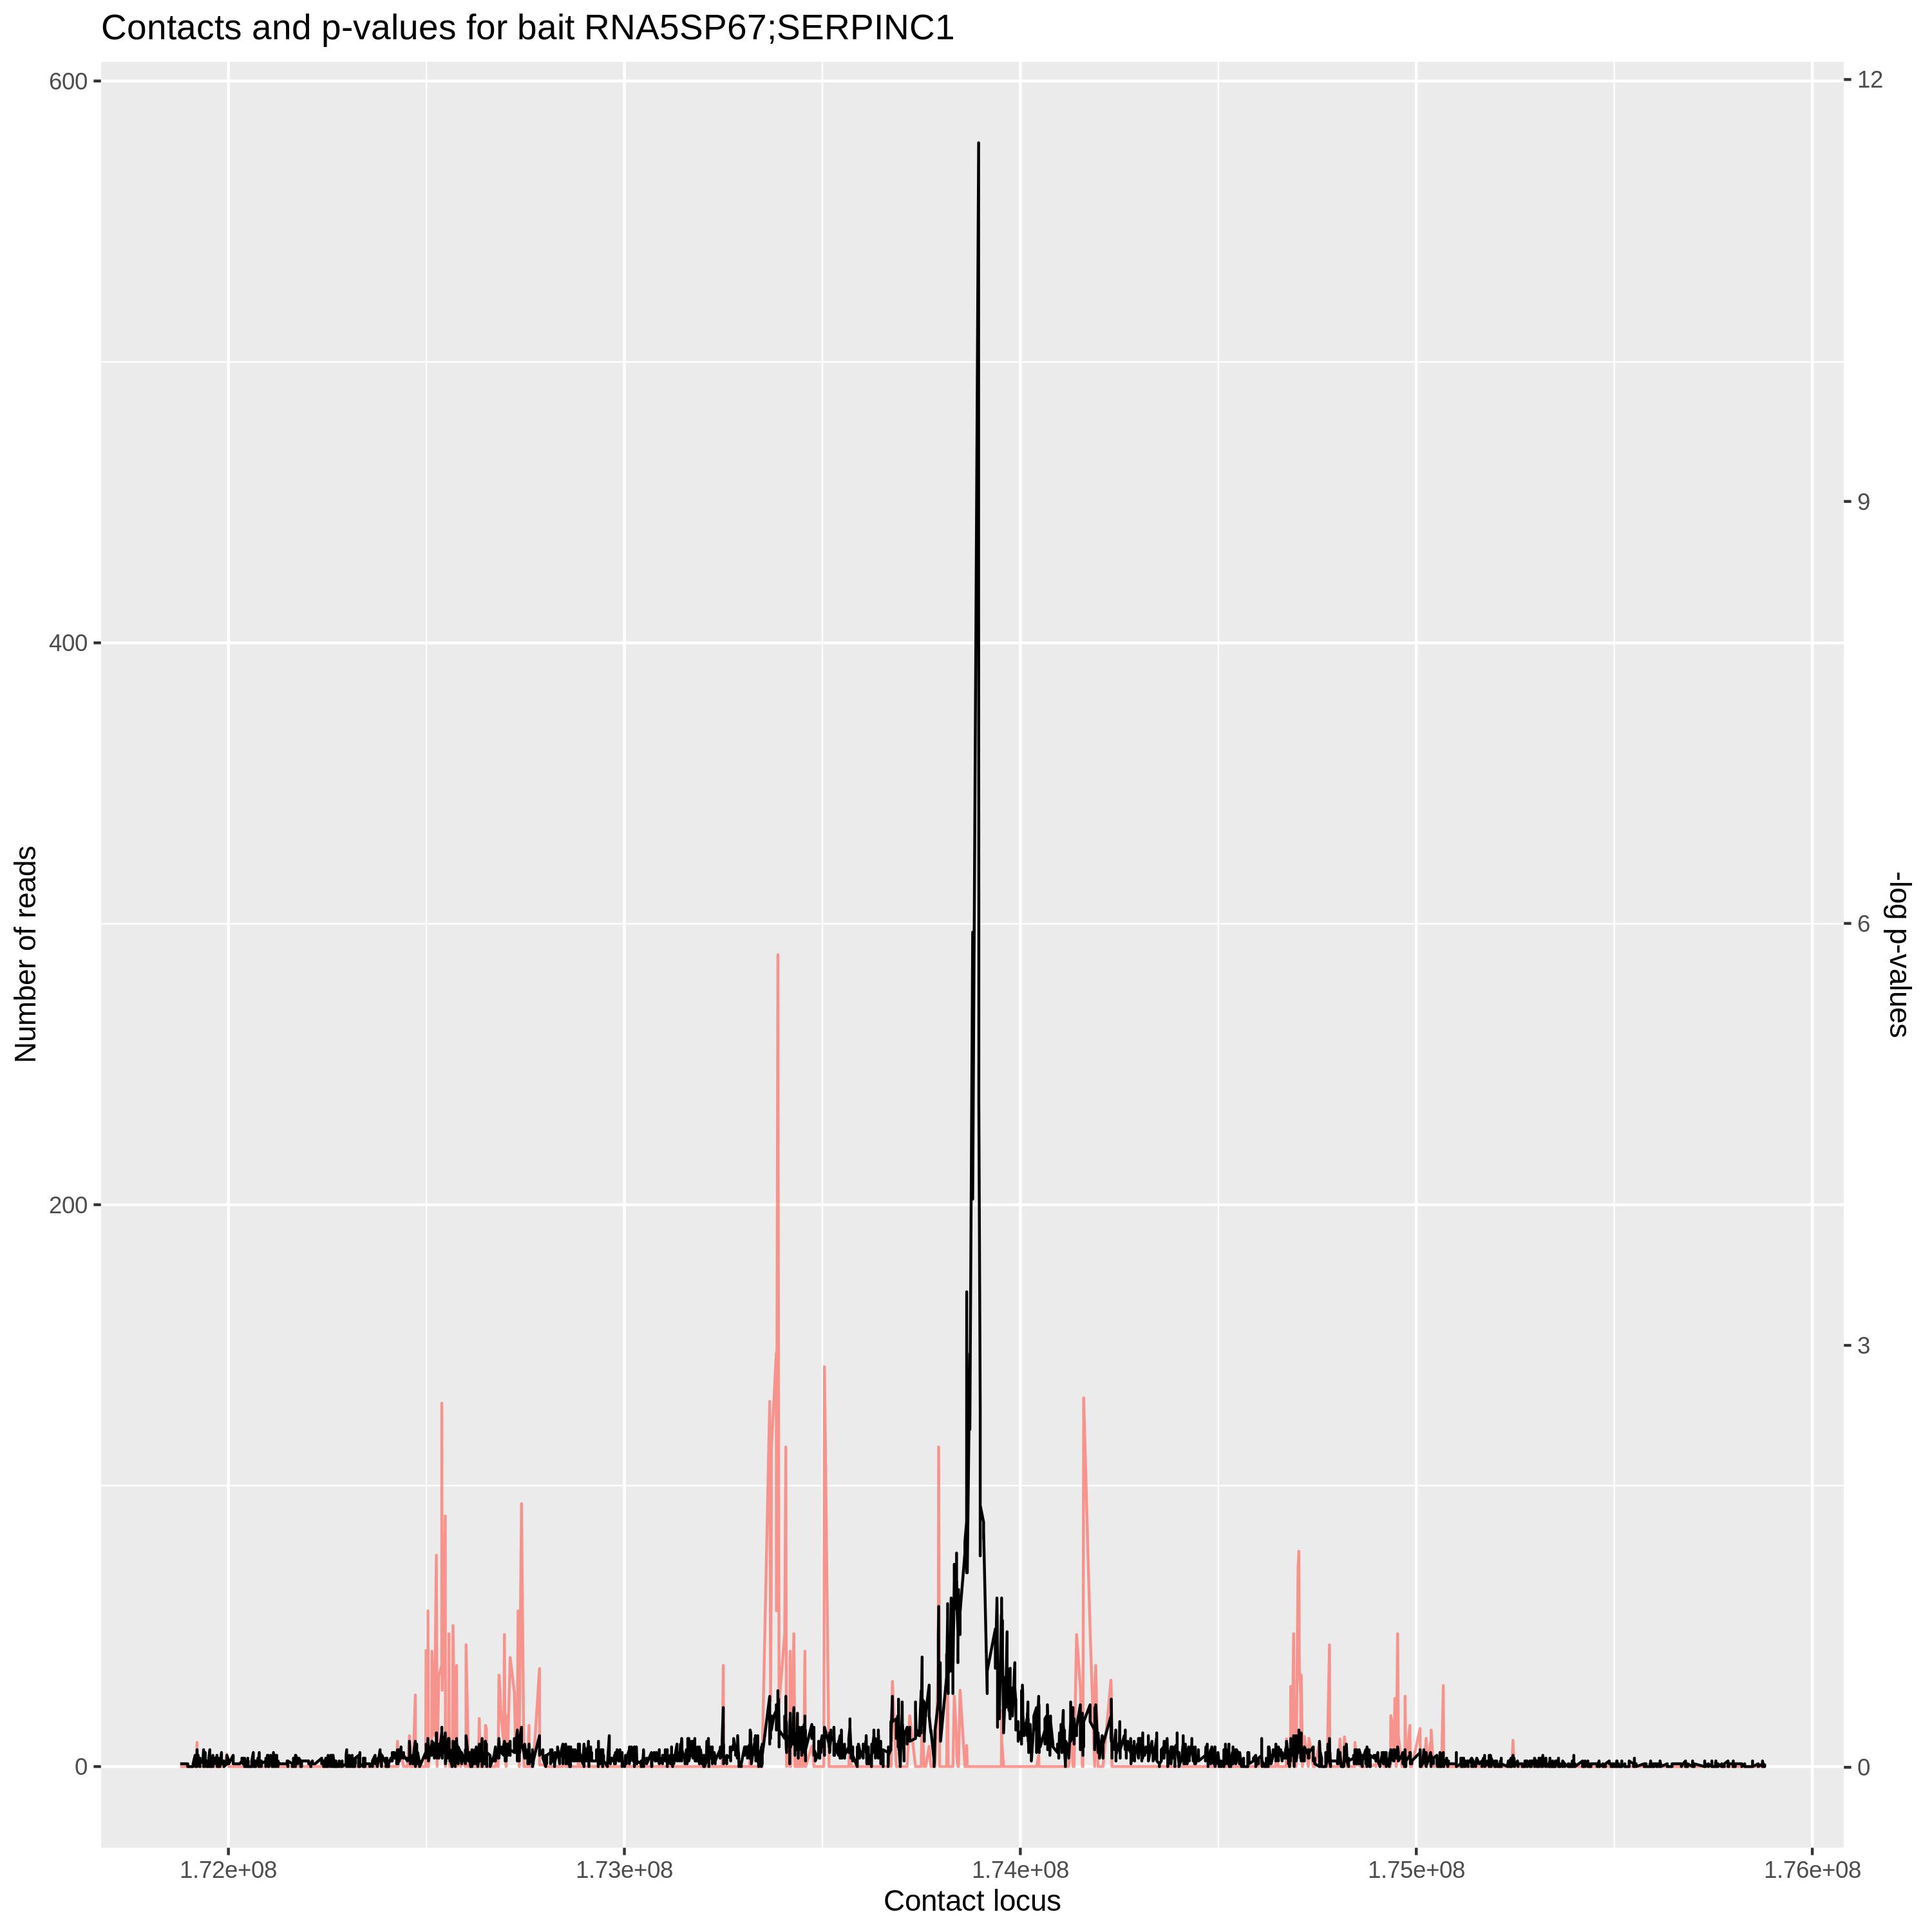 Contacts and p-values for bait RNA5SP67;SERPINC1
600
400
200
0
12
9
6
3
0
Number of reads
-log p-values
1.72e+08
1.73e+08
1.74e+08
1.75e+08
1.76e+08
Contact locus